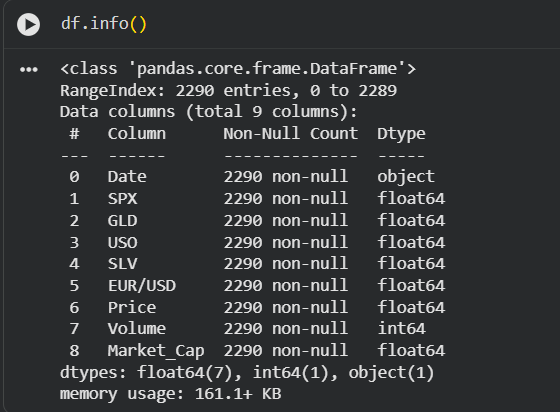 df.info()
<class 'pandas.core.frame.DataFrame'>
RangeIndex: 2290 entries, 0 to 2289
Data columns (total 9 columns):
 #   Column      Non-Null Count  Dtype
---  ------      --------------  -----
 0   Date        2290 non-null   object
 1   SPX         2290 non-null   float64
 2   GLD         2290 non-null   float64
 3   USO         2290 non-null   float64
 4   SLV         2290 non-null   float64
 5   EUR/USD     2290 non-null   float64
 6   Price       2290 non-null   float64
 7   Volume      2290 non-null   int64
 8   Market_Cap  2290 non-null   float64
dtypes: float64(7), int64(1), object(1)
memory usage: 161.1+ KB